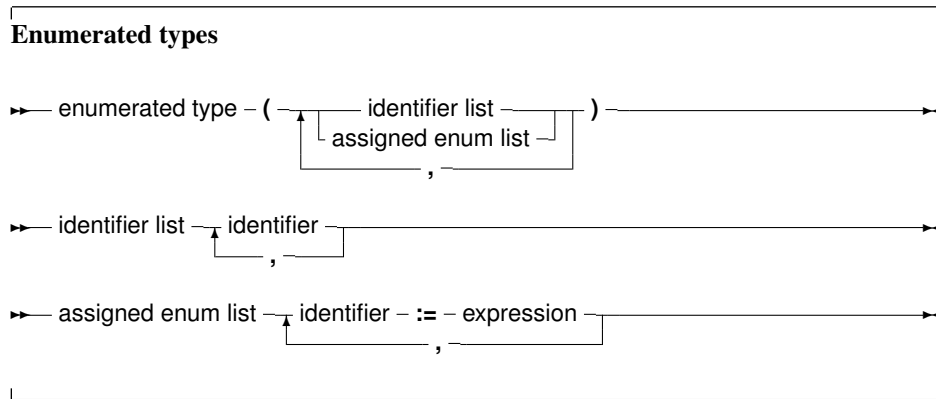 Enumerated types
enumerated type ( identifier list )
assigned enum list
,
identifier list identifier
,
assigned enum list identifier := expression
,